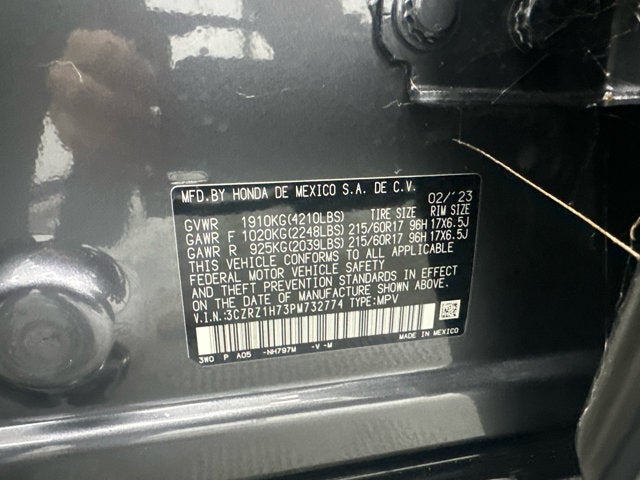 MFD.BY HONDA DE MEXICO S.A. DE C.V. 02/'23
GVWR 1910KG(4210LBS) TIRE SIZE RIM SIZE
GAWR F 1020KG(2248LBS) 215/60R17 96H 17X6.5J
GAWR R 925KG(2039LBS) 215/60R17 96H 17X6.5J
THIS VEHICLE CONFORMS TO ALL APPLICABLE
FEDERAL MOTOR VEHICLE SAFETY
AND THEFT PREVENTION STANDARDS IN EFFECT
ON THE DATE OF MANUFACTURE SHOWN ABOVE.
V.I.N.:3CZRZ1H73PM732774 TYPE:MPV
MADE IN MEXICO
3W0 P A05 -NH797M -V -M